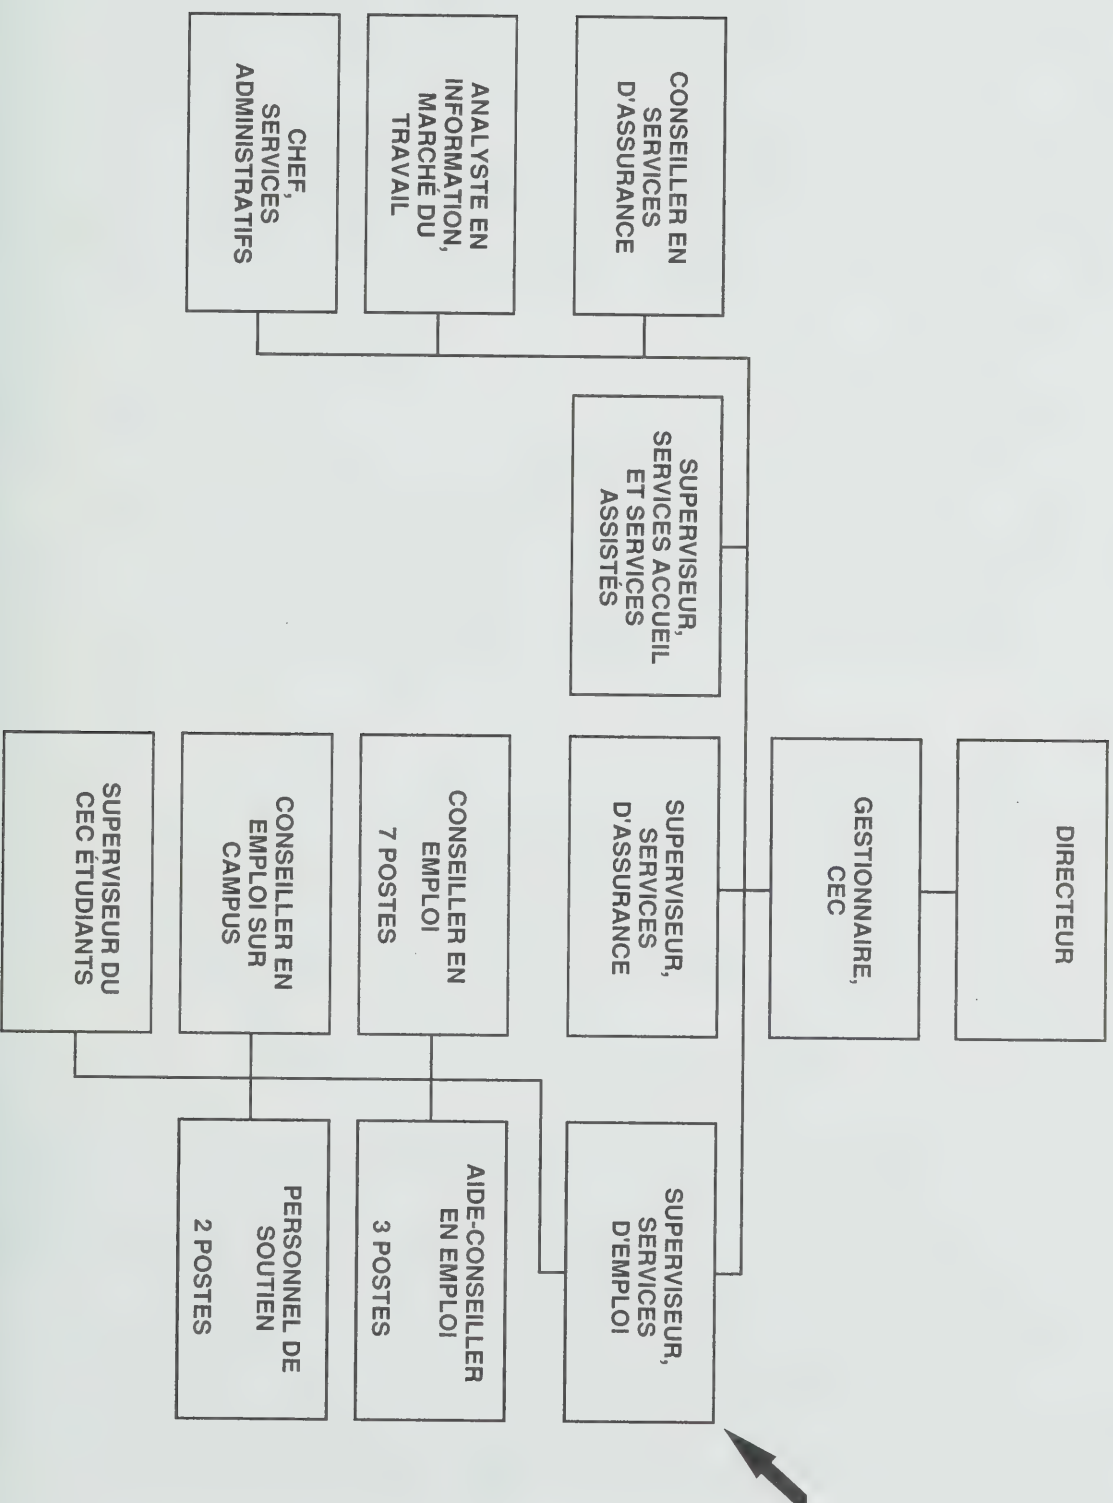 DIRECTEUR
GESTIONNAIRE,
CEC
CONSEILLER EN
SERVICES
D'ASSURANCE
SUPERVISEUR,
SERVICES ACCUEIL
ET SERVICES
ASSISTÉS
SUPERVISEUR,
SERVICES
D'ASSURANCE
SUPERVISEUR,
SERVICES
D'EMPLOI
ANALYSTE EN
INFORMATION,
MARCHÉ DU
TRAVAIL
CONSEILLER EN
EMPLOI
7 POSTES
AIDE-CONSEILLER
EN EMPLOI
3 POSTES
CHEF,
SERVICES
ADMINISTRATIFS
CONSEILLER EN
EMPLOI SUR
CAMPUS
PERSONNEL DE
SOUTIEN
2 POSTES
SUPERVISEUR DU
CEC ÉTUDIANTS